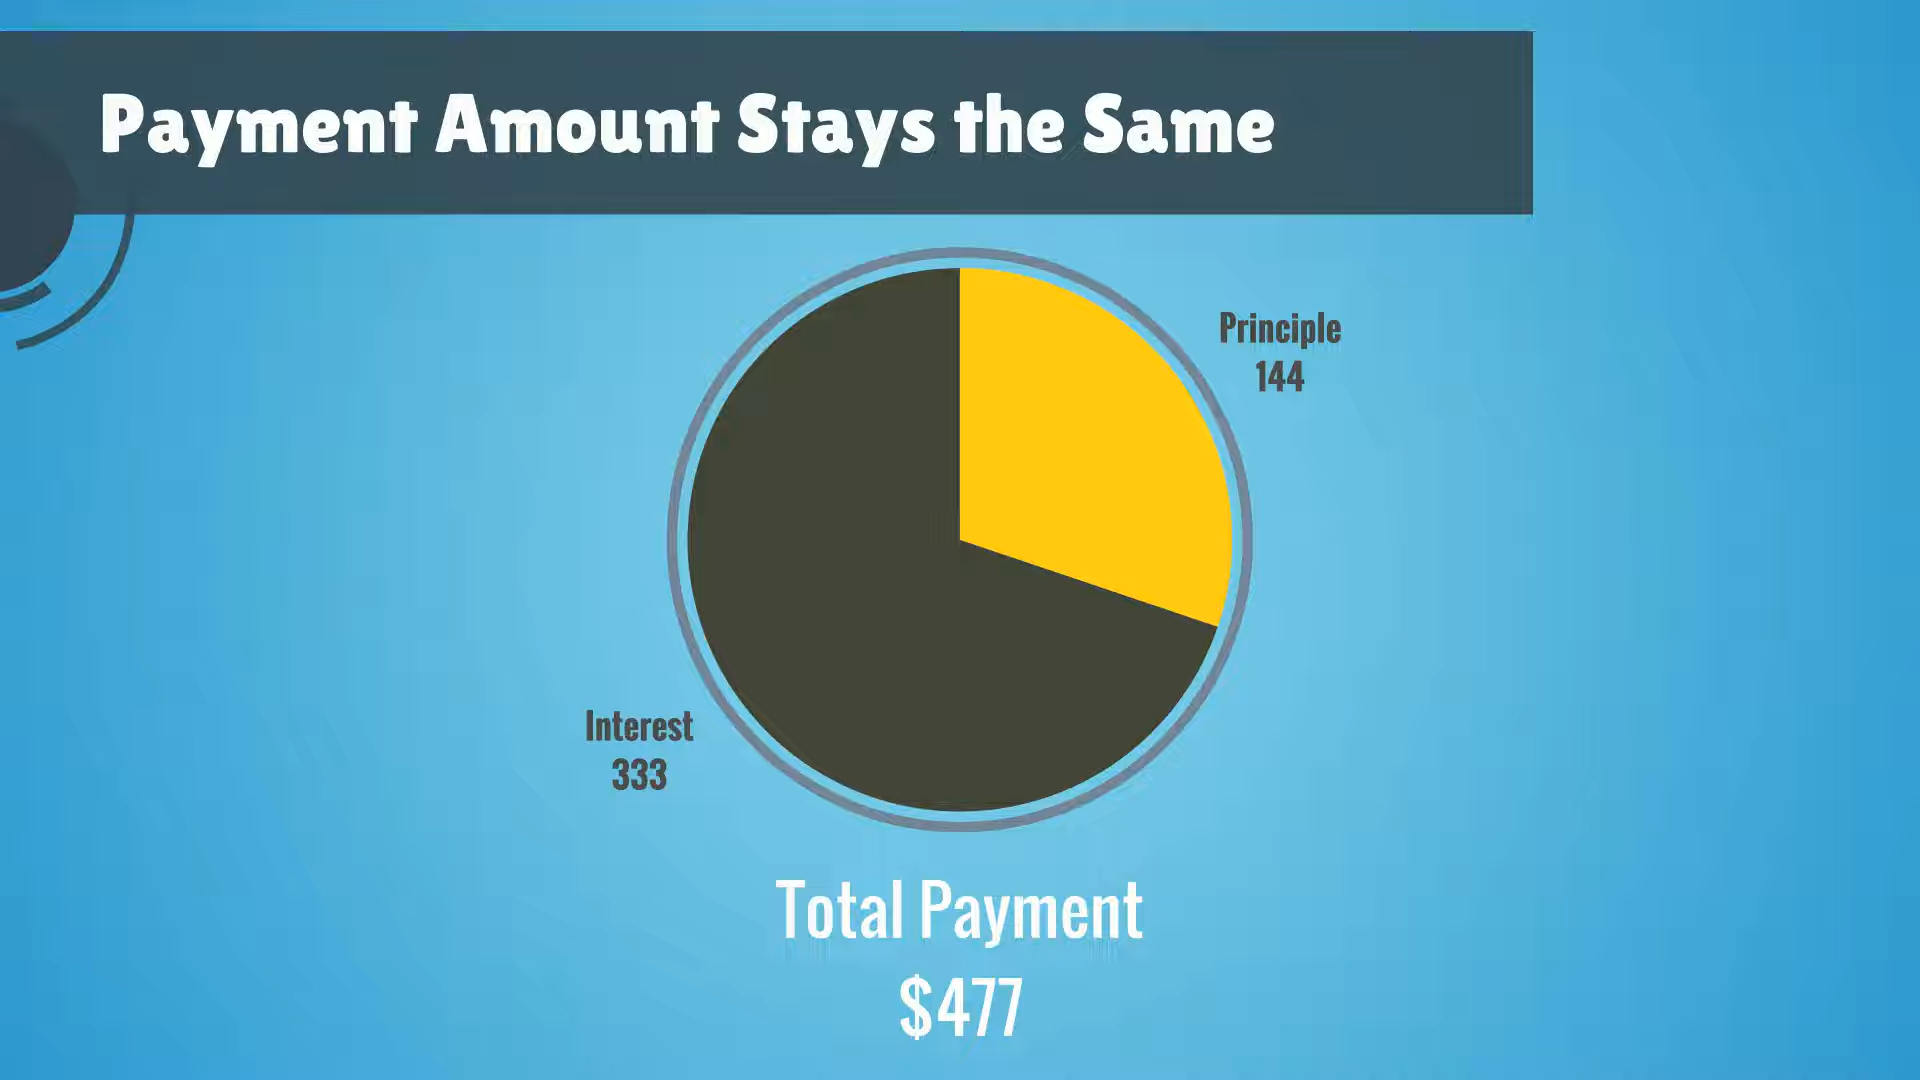 Payment Amount Stays the Same
Principle
144
Interest
333
Total Payment
$477